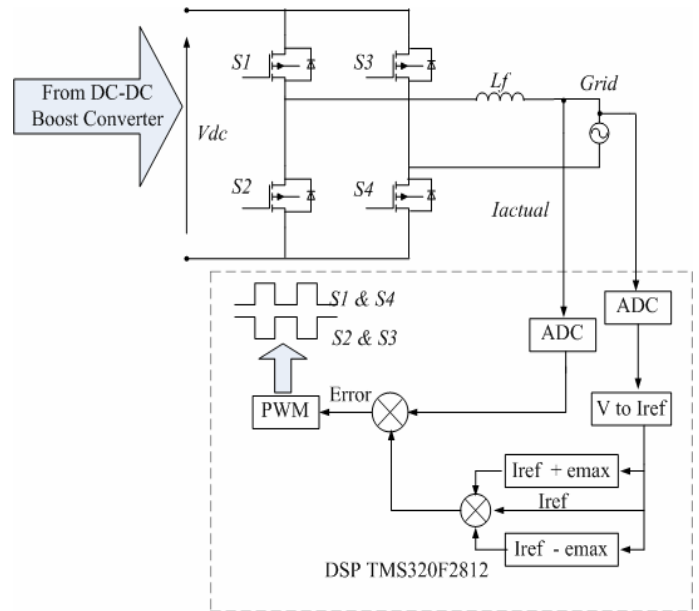 S1
S3
From DC-DC
Boost Converter
Vdc
Lf
Grid
S2
S4
Iactual
S1 & S4
S2 & S3
ADC
ADC
PWM
Error
V to Iref
Iref + emax
Iref
Iref - emax
DSP TMS320F2812